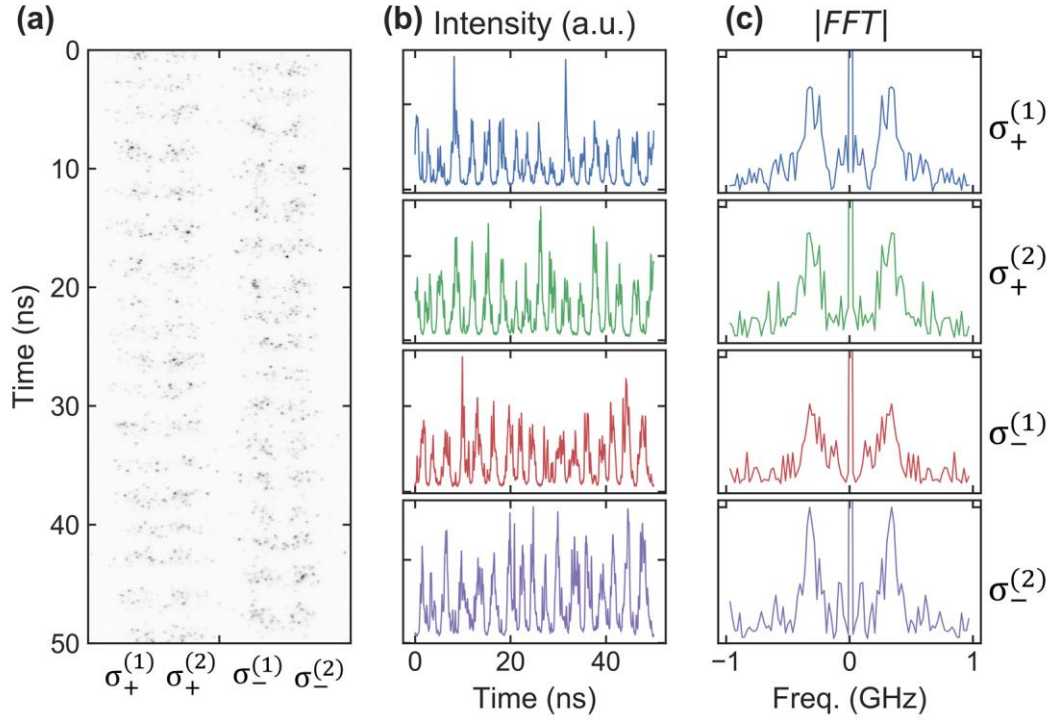 (a)
(b)
Intensity (a.u.)
(c)
|FFT|
Time (ns)
0
10
20
30
40
50
σ₊⁽¹⁾ σ₊⁽²⁾ σ₋⁽¹⁾ σ₋⁽²⁾
0 20 40
Time (ns)
−1 0 1
Freq. (GHz)
σ₊⁽¹⁾
σ₊⁽²⁾
σ₋⁽¹⁾
σ₋⁽²⁾